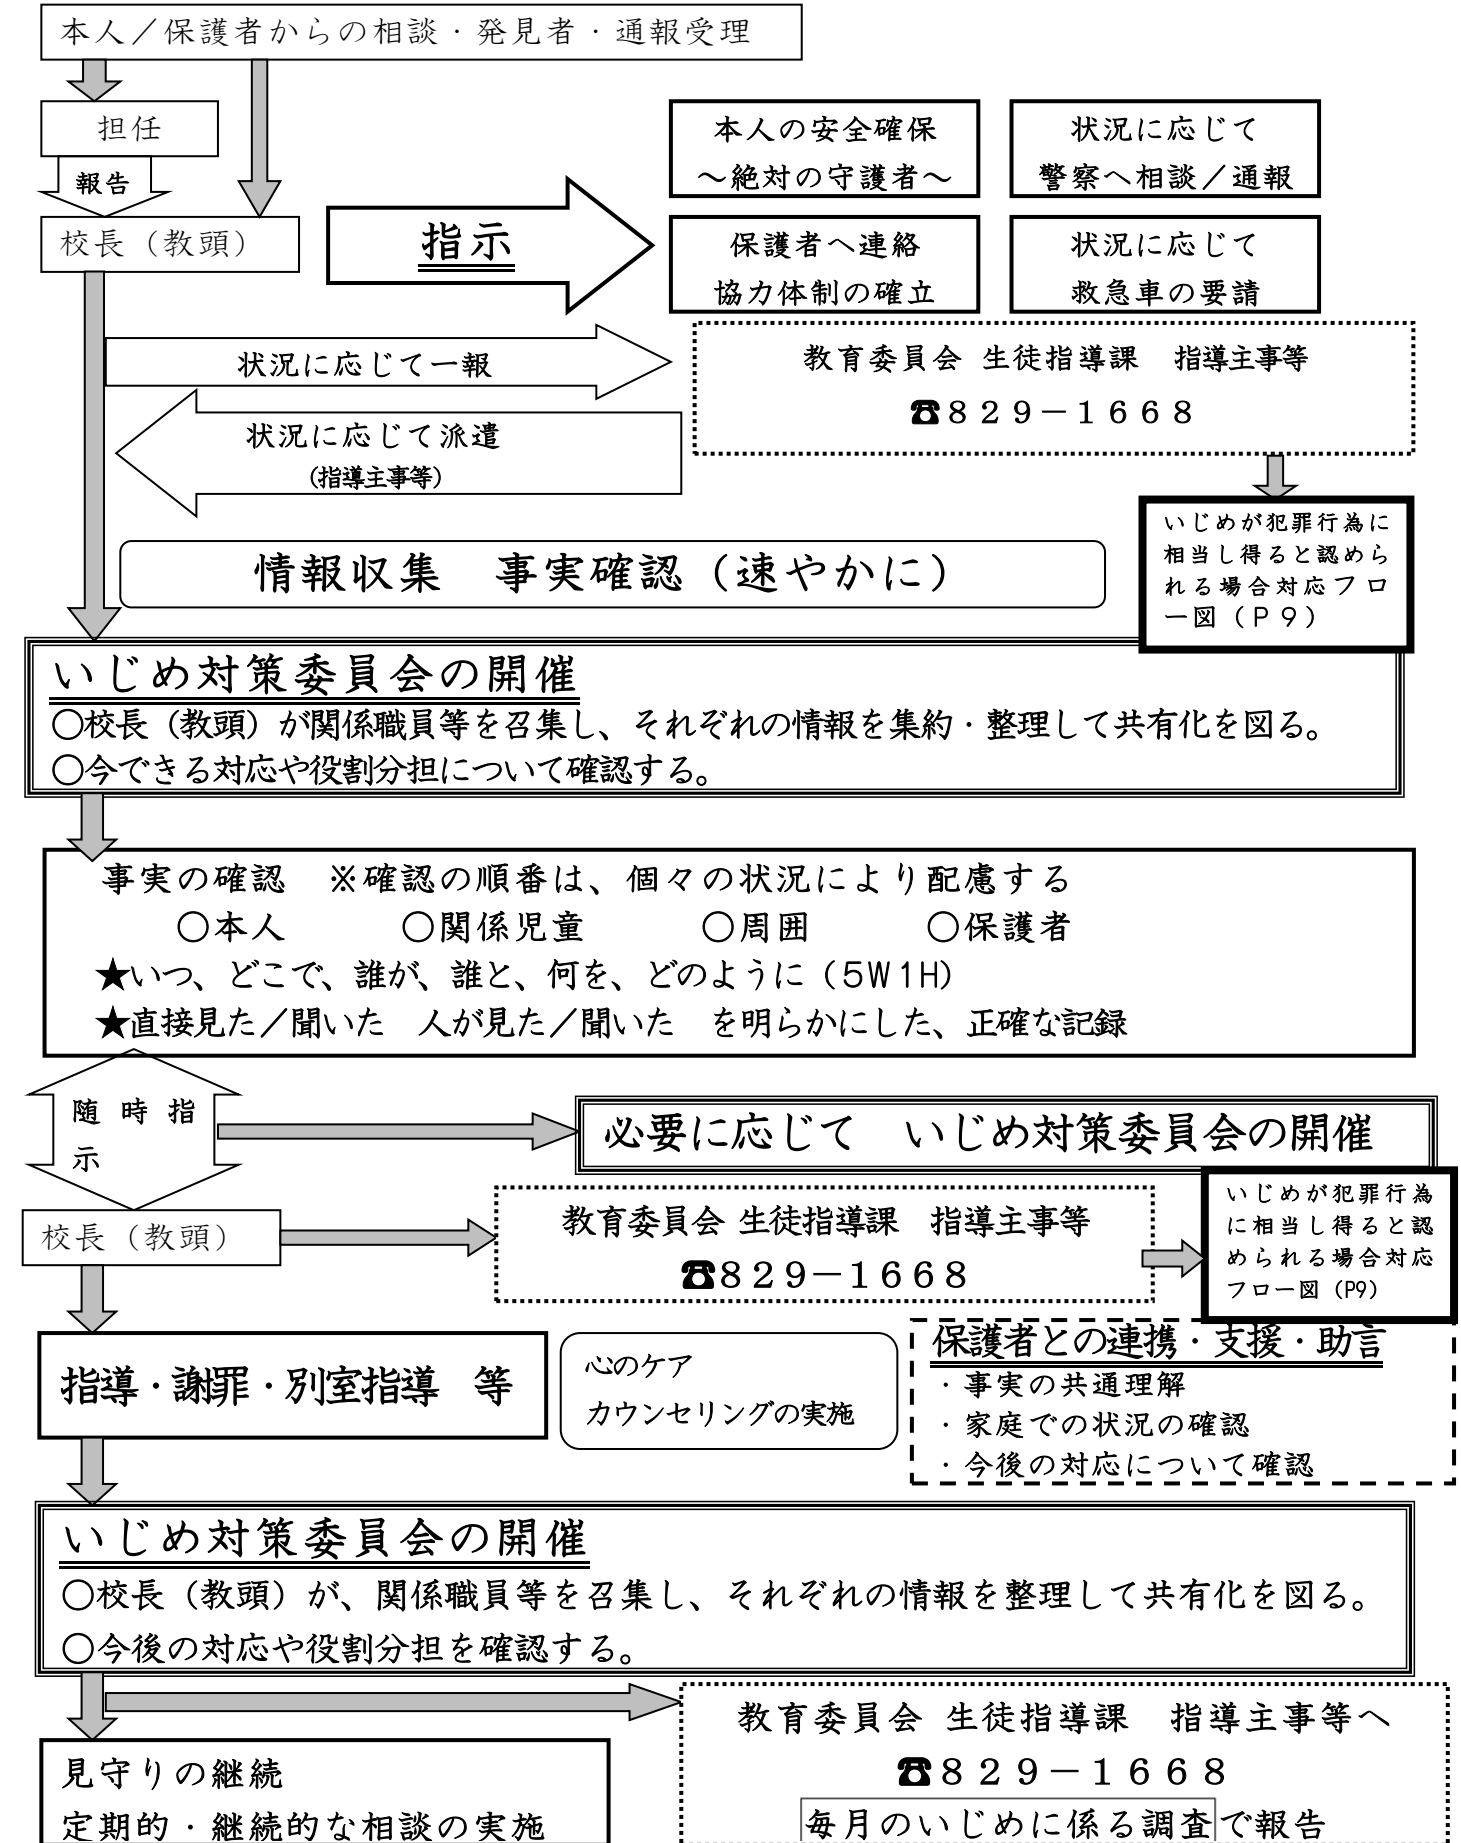 本人／保護者からの相談・発見者・通報受理
担任
報告
校長（教頭）
指示
本人の安全確保
～絶対の守護者～
状況に応じて
警察へ相談／通報
保護者へ連絡
協力体制の確立
状況に応じて
救急車の要請
状況に応じて一報
教育委員会 生徒指導課　指導主事等
☎８２９－１６６８
状況に応じて派遣
（指導主事等）
いじめが犯罪行為に
相当し得ると認めら
れる場合対応フロ
ー図（Ｐ９）
情報収集　事実確認（速やかに）
いじめ対策委員会の開催
○校長（教頭）が関係職員等を召集し、それぞれの情報を集約・整理して共有化を図る。
○今できる対応や役割分担について確認する。
事実の確認　※確認の順番は、個々の状況により配慮する
○本人　○関係児童　○周囲　○保護者
★いつ、どこで、誰が、誰と、何を、どのように（５Ｗ１Ｈ）
★直接見た／聞いた　人が見た／聞いた　を明らかにした、正確な記録
随時指
示
必要に応じて　いじめ対策委員会の開催
校長（教頭）
教育委員会 生徒指導課　指導主事等
☎８２９－１６６８
いじめが犯罪行為
に相当し得ると認
められる場合対応
フロー図（P9）
指導・謝罪・別室指導　等
心のケア
カウンセリングの実施
保護者との連携・支援・助言
・事実の共通理解
・家庭での状況の確認
・今後の対応について確認
いじめ対策委員会の開催
○校長（教頭）が、関係職員等を召集し、それぞれの情報を整理して共有化を図る。
○今後の対応や役割分担を確認する。
見守りの継続
定期的・継続的な相談の実施
教育委員会 生徒指導課　指導主事等へ
☎８２９－１６６８
毎月のいじめに係る調査で報告